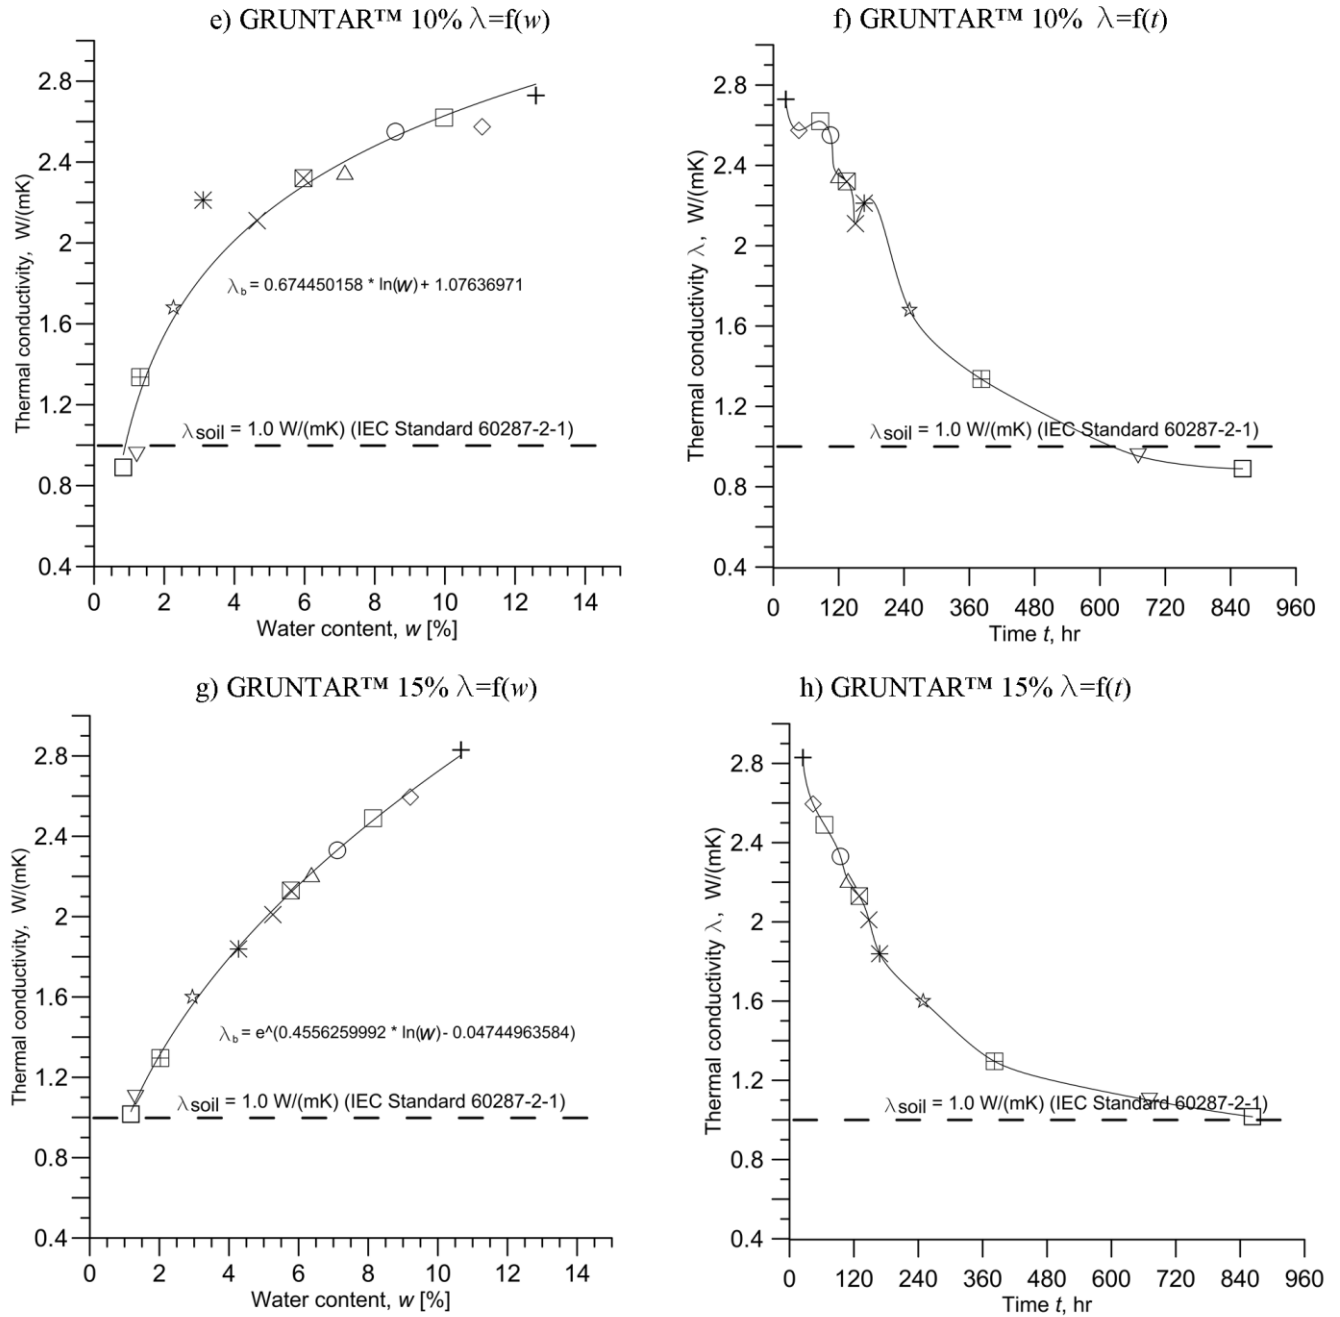 e) GRUNTAR™ 10% λ=f(w)
Thermal conductivity, W/(mK)
2.8
2.4
2
1.6
1.2
0.8
0.4
λb = 0.674450158 * ln(w) + 1.07636971
λsoil = 1.0 W/(mK) (IEC Standard 60287-2-1)
0 2 4 6 8 10 12 14
Water content, w [%]
f) GRUNTAR™ 10% λ=f(t)
Thermal conductivity λ, W/(mK)
2.8
2.4
2
1.6
1.2
0.8
0.4
λsoil = 1.0 W/(mK) (IEC Standard 60287-2-1)
0 120 240 360 480 600 720 840 960
Time t, hr
g) GRUNTAR™ 15% λ=f(w)
Thermal conductivity, W/(mK)
2.8
2.4
2
1.6
1.2
0.8
0.4
λb = e^(0.4556259992 * ln(w) - 0.04744963584)
λsoil = 1.0 W/(mK) (IEC Standard 60287-2-1)
0 2 4 6 8 10 12 14
Water content, w [%]
h) GRUNTAR™ 15% λ=f(t)
Thermal conductivity λ, W/(mK)
2.8
2.4
2
1.6
1.2
0.8
0.4
λsoil = 1.0 W/(mK) (IEC Standard 60287-2-1)
0 120 240 360 480 600 720 840 960
Time t, hr